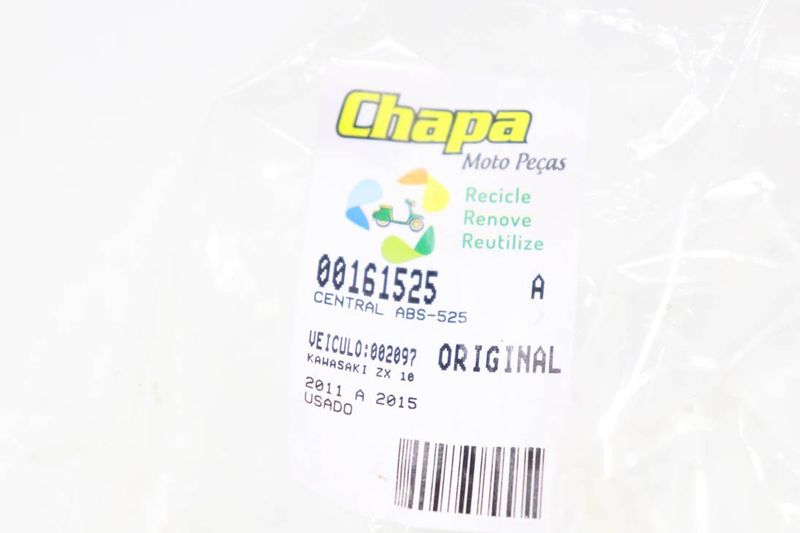 Chapa
Moto Peças
Recicle
Renove
Reutilize
00161525 A
CENTRAL ABS-525
VEICULO:002097 ORIGINAL
KAWASAKI ZX 10
2011 A 2015
USADO